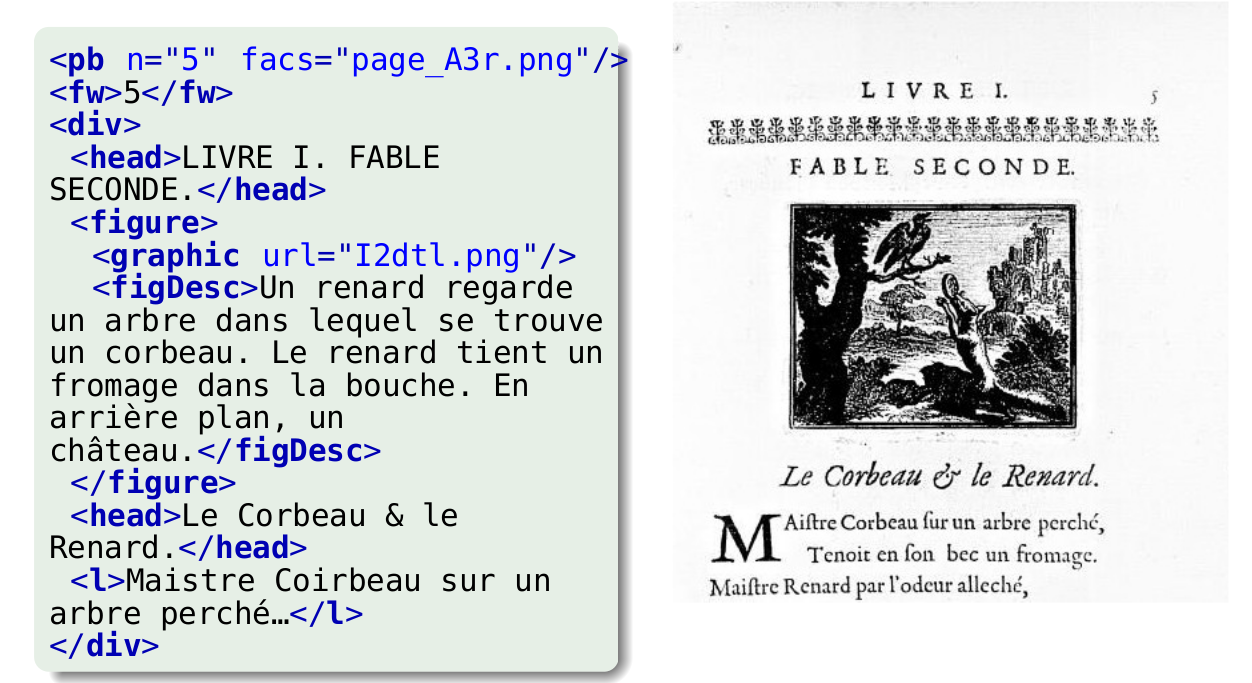 <pb n="5" facs="page_A3r.png"/>
<fw>5</fw>
<div>
<head>LIVRE I. FABLE
SECONDE.</head>
<figure>
<graphic url="I2dtl.png"/>
<figDesc>Un renard regarde
un arbre dans lequel se trouve
un corbeau. Le renard tient un
fromage dans la bouche. En
arrière plan, un
château.</figDesc>
</figure>
<head>Le Corbeau & le
Renard.</head>
<l>Maistre Coirbeau sur un
arbre perché…</l>
</div>
LIVRE I. 5
FABLE SECONDE.
Le Corbeau & le Renard.
MAiſtre Corbeau ſur un arbre perché,
Tenoit en ſon bec un fromage.
Maiſtre Renard par l'odeur alleché,